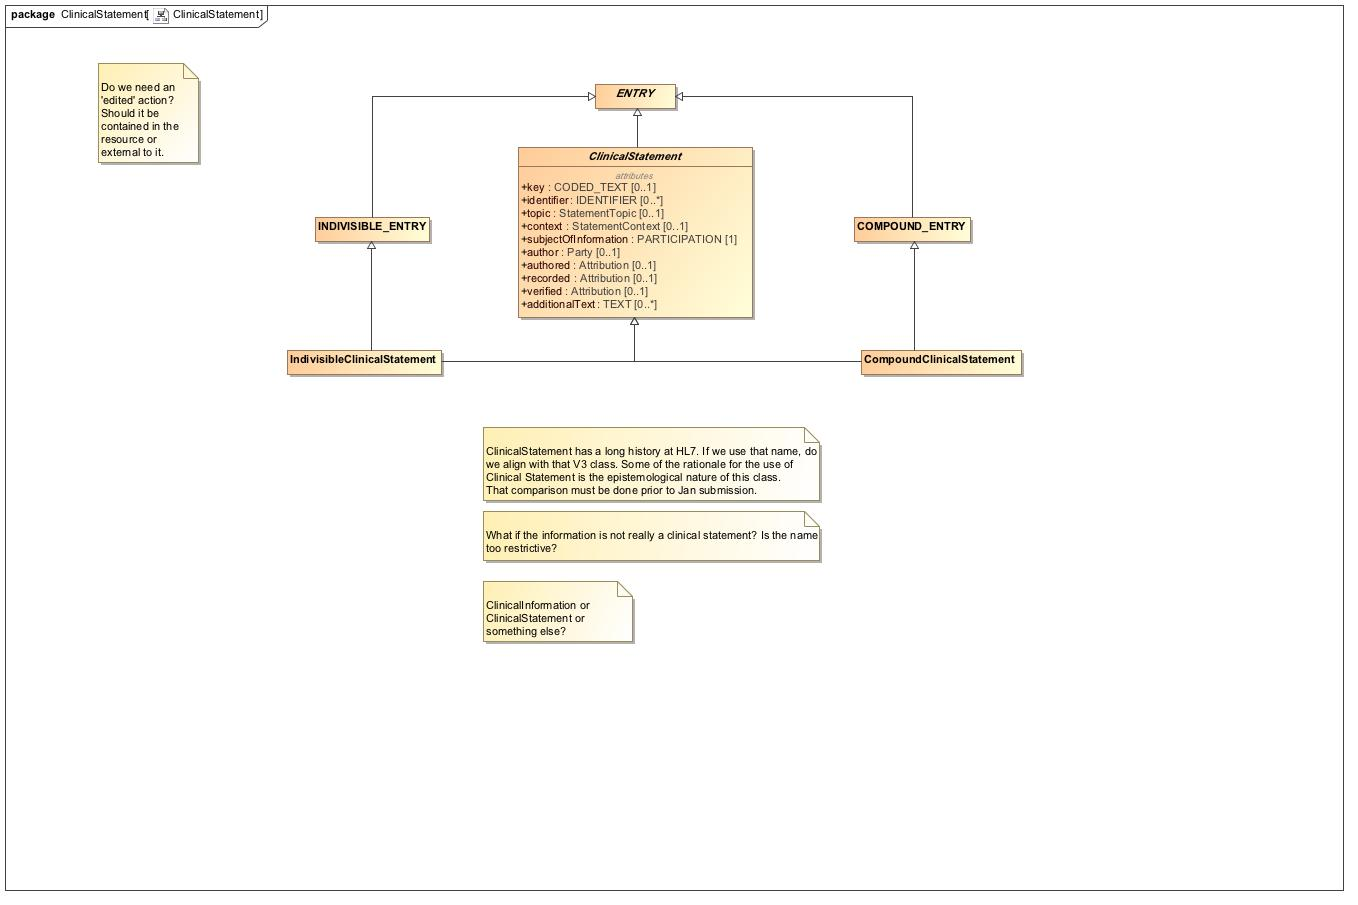 package ClinicalStatement[ ClinicalStatement]
Do we need an
'edited' action?
Should it be
contained in the
resource or
external to it.
ENTRY
ClinicalStatement
attributes
+key : CODED_TEXT [0..1]
+identifier : IDENTIFIER [0..*]
+topic : StatementTopic [0..1]
+context : StatementContext [0..1]
+subjectOfInformation : PARTICIPATION [1]
+author : Party [0..1]
+authored : Attribution [0..1]
+recorded : Attribution [0..1]
+verified : Attribution [0..1]
+additionalText : TEXT [0..*]
INDIVISIBLE_ENTRY
COMPOUND_ENTRY
IndivisibleClinicalStatement
CompoundClinicalStatement
ClinicalStatement has a long history at HL7. If we use that name, do
we align with that V3 class. Some of the rationale for the use of
Clinical Statement is the epistemological nature of this class.
That comparison must be done prior to Jan submission.
What if the information is not really a clinical statement? Is the name
too restrictive?
ClinicalInformation or
ClinicalStatement or
something else?